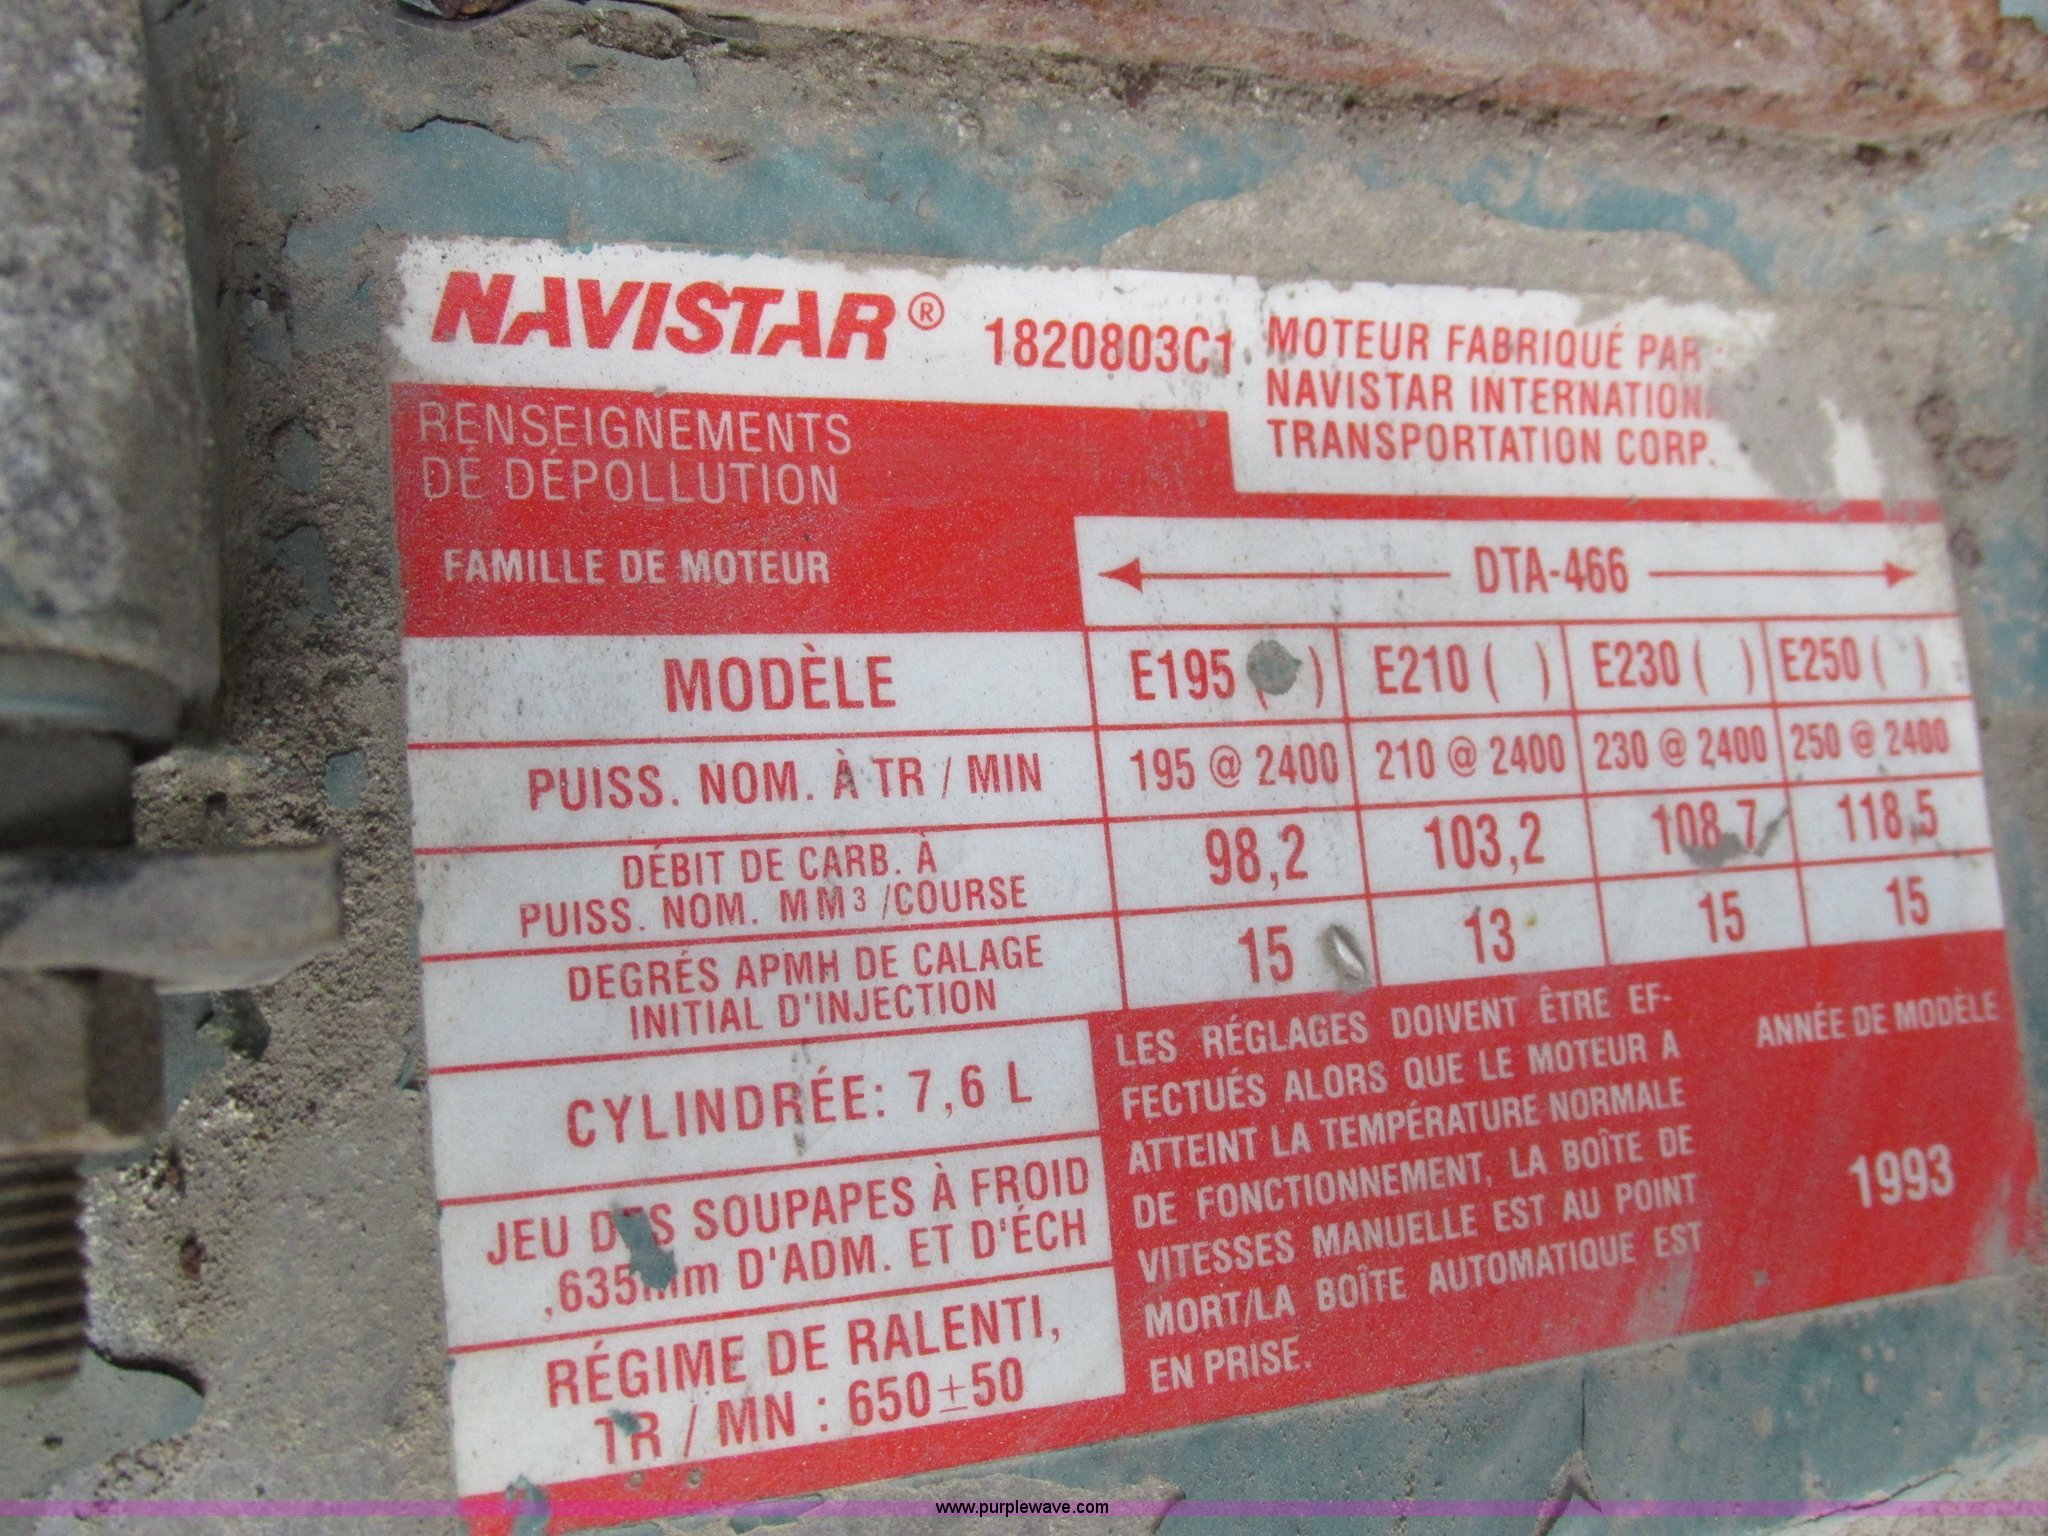 NAVISTAR® 1820803C1
MOTEUR FABRIQUÉ PAR
NAVISTAR INTERNATION
TRANSPORTATION CORP.
RENSEIGNEMENTS
DE DÉPOLLUTION
FAMILLE DE MOTEUR DTA-466
MODÈLE E195 ( ) E210 ( ) E230 ( ) E250 ( )
PUISS. NOM. À TR / MIN 195 @ 2400 210 @ 2400 230 @ 2400 250 @ 2400
DÉBIT DE CARB. À
PUISS. NOM. MM³ /COURSE 98,2 103,2 108,7 118,5
DEGRÉS APMH DE CALAGE
INITIAL D'INJECTION 15 13 15 15
CYLINDRÉE: 7,6 L
JEU DES SOUPAPES À FROID
,635mm D'ADM. ET D'ÉCH
RÉGIME DE RALENTI,
TR / MN : 650±50
LES RÉGLAGES DOIVENT ÊTRE EF-
FECTUÉS ALORS QUE LE MOTEUR A
ATTEINT LA TEMPÉRATURE NORMALE
DE FONCTIONNEMENT, LA BOÎTE DE
VITESSES MANUELLE EST AU POINT
MORT/LA BOÎTE AUTOMATIQUE EST
EN PRISE.
ANNÉE DE MODÈLE
1993
www.purplewave.com